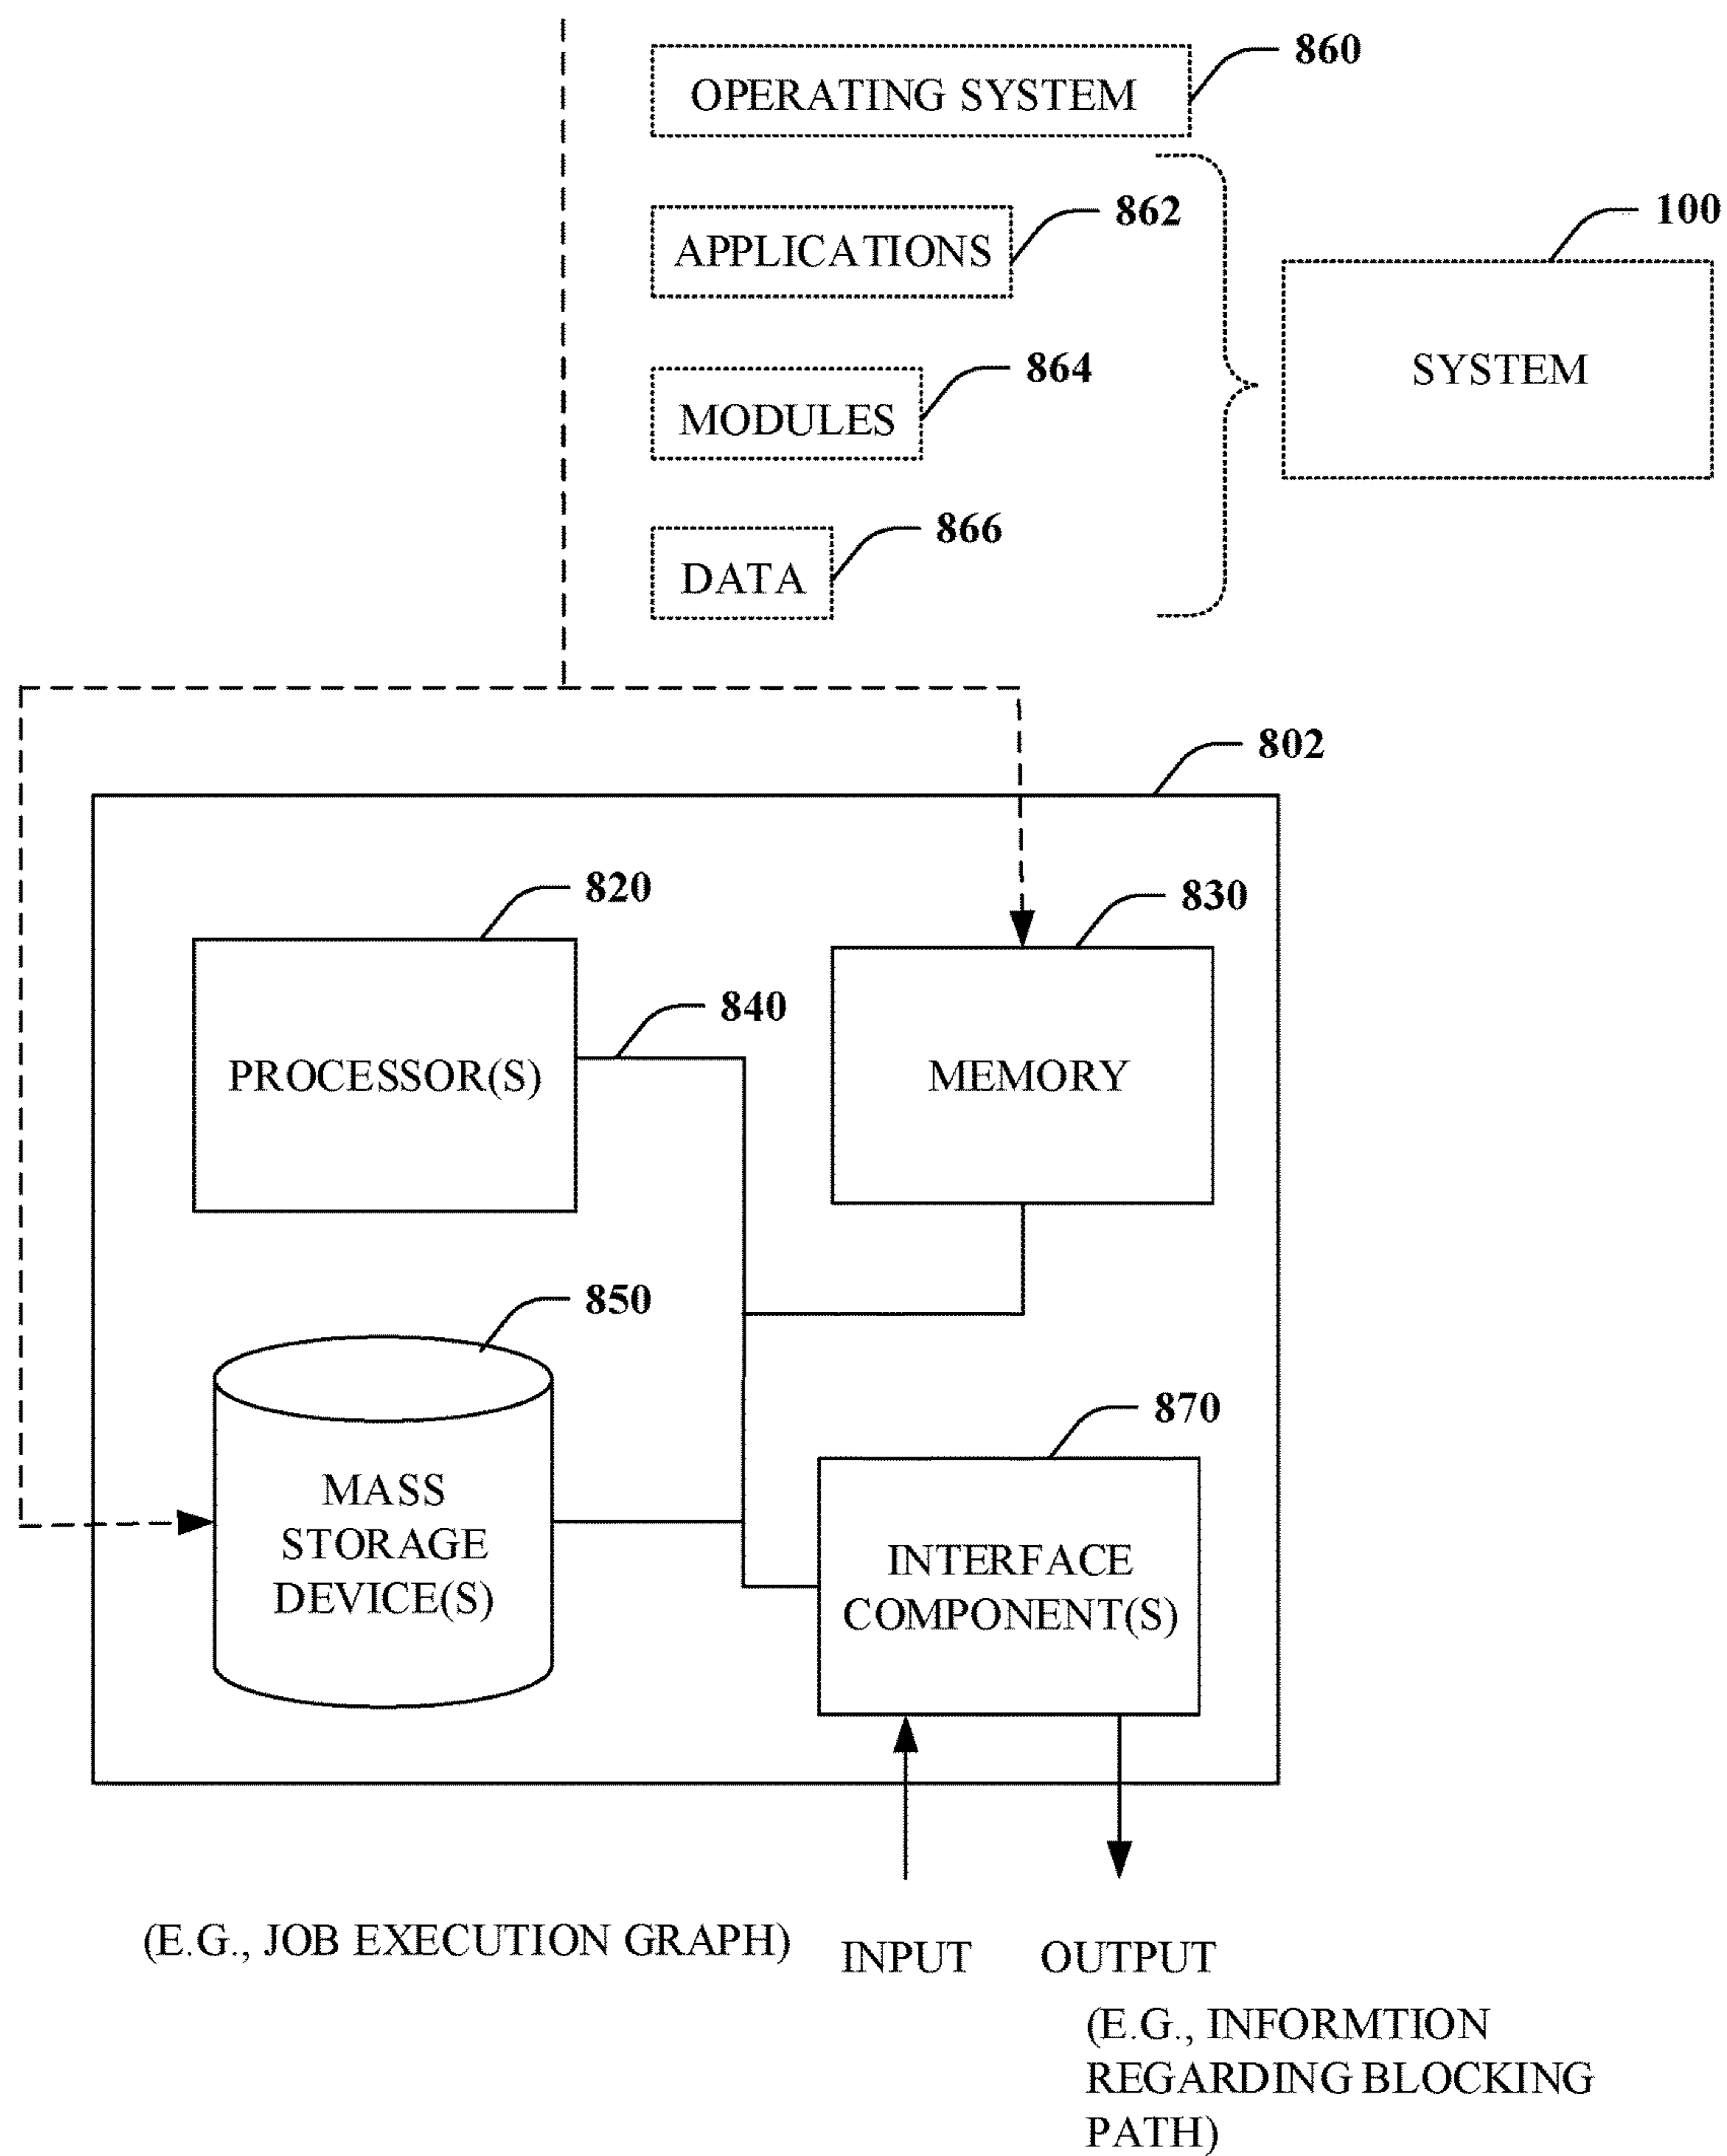 860
OPERATING SYSTEM
862
APPLICATIONS
100
SYSTEM
864
MODULES
866
DATA
802
820
PROCESSOR(S)
830
MEMORY
840
850
MASS
STORAGE
DEVICE(S)
870
INTERFACE
COMPONENT(S)
(E.G., JOB EXECUTION GRAPH)
INPUT
OUTPUT
(E.G., INFORMTION
REGARDING BLOCKING
PATH)